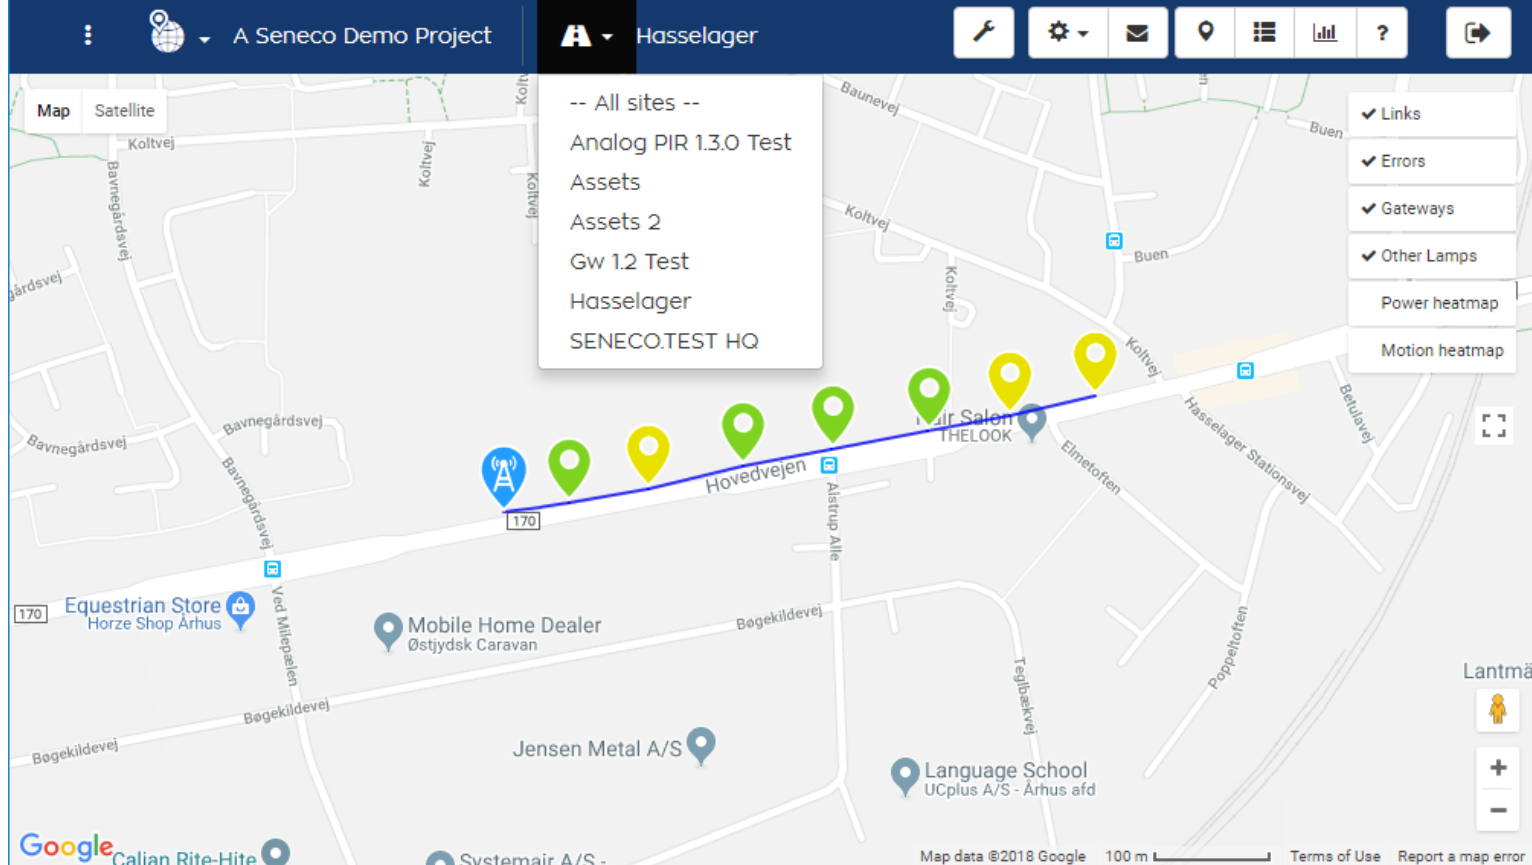 A Seneco Demo Project
Hasselager
?
-- All sites --
Analog PIR 1.3.0 Test
Assets
Assets 2
Gw 1.2 Test
Hasselager
SENECO.TEST HQ
Map
Satellite
Links
Errors
Gateways
Other Lamps
Power heatmap
Motion heatmap
Koltvej
Koltvej
Koltvej
Baunevej
Buen
Bavnegårdsvej
Koltvej
Buen
Koltvej
Koltvej
Betulavej
Hasselager Stationsvej
Bavnegårdsvej
Bavnegårdsvej
Bavnegårdsvej
THELOOK
Elmetoften
Hovedvejen
170
Alstrup Alle
170
Equestrian Store
Horze Shop Århus
Ved Milepælen
Mobile Home Dealer
Østjydsk Caravan
Bøgekildevej
Poppeltoften
Teglbækvej
Bøgekildevej
Bøgekildevej
Jensen Metal A/S
Language School
UCplus A/S - Århus afd
Google
Calian Rite-Hite
Systemair A/S -
Map data ©2018 Google
100 m
Terms of Use
Report a map error